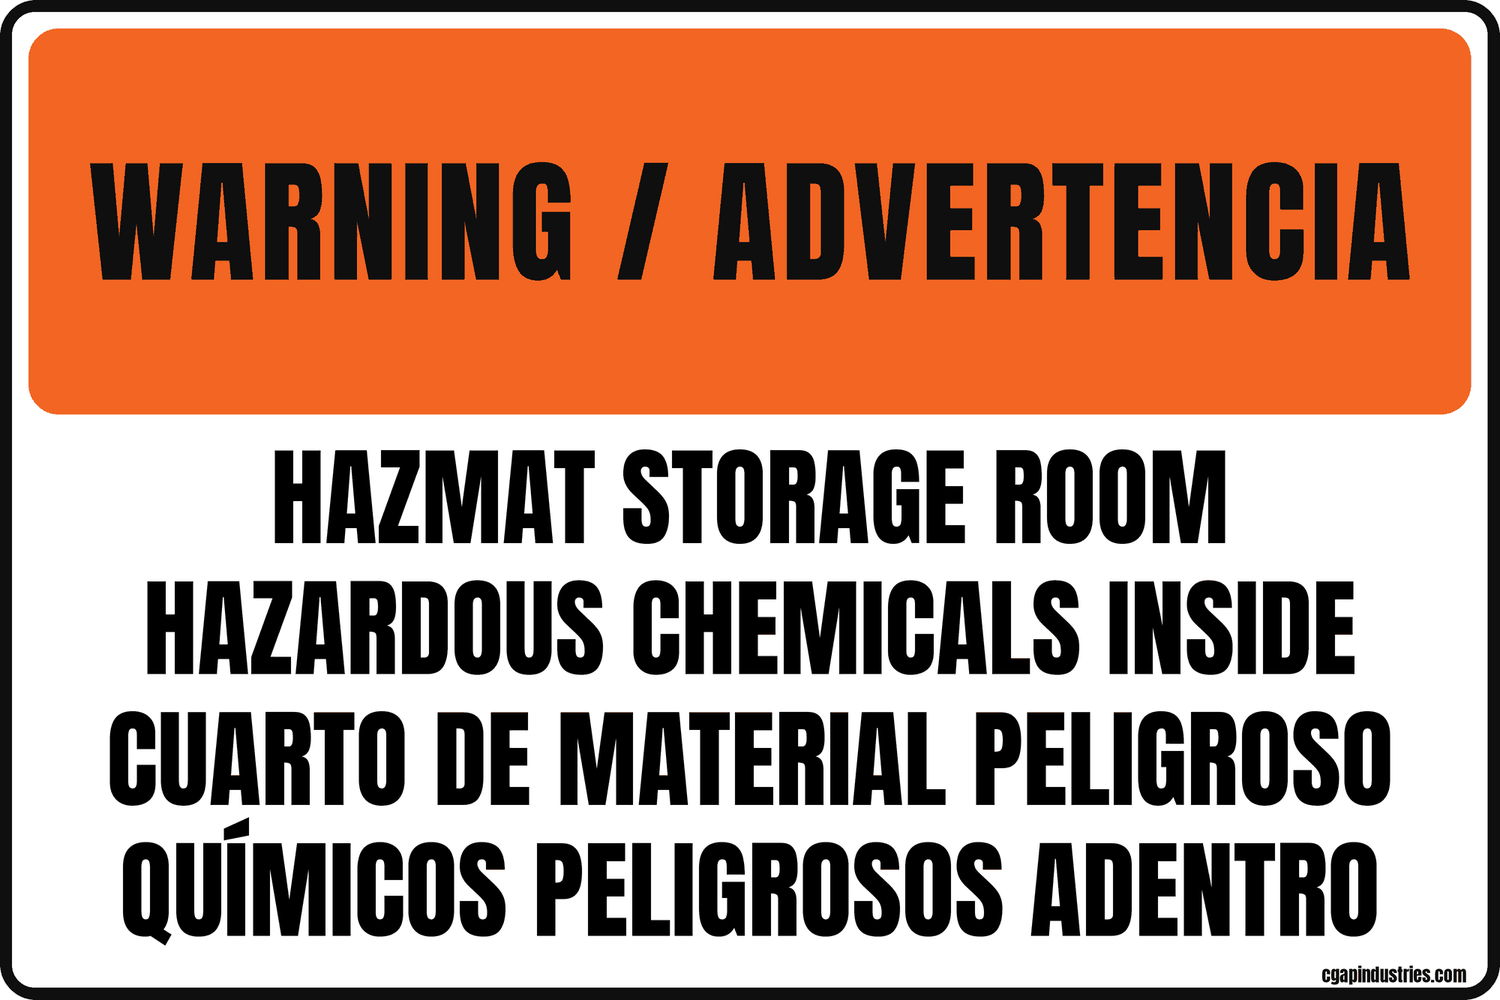 WARNING / ADVERTENCIA
HAZMAT STORAGE ROOM
HAZARDOUS CHEMICALS INSIDE
CUARTO DE MATERIAL PELIGROSO
QUÍMICOS PELIGROSOS ADENTRO
cgapindustries.com